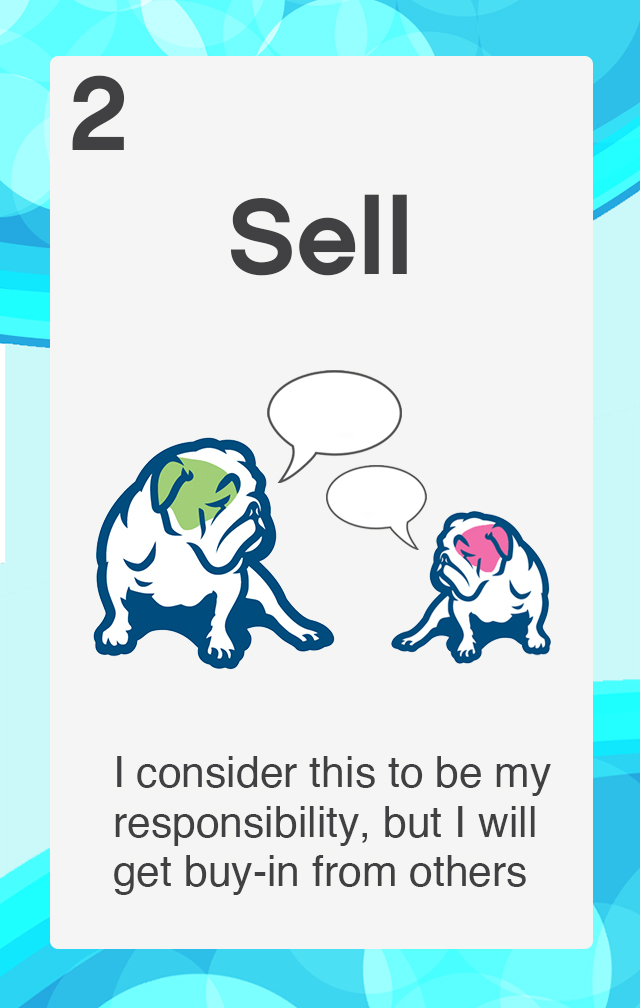 2
Sell
I consider this to be my
responsibility, but I will
get buy-in from others